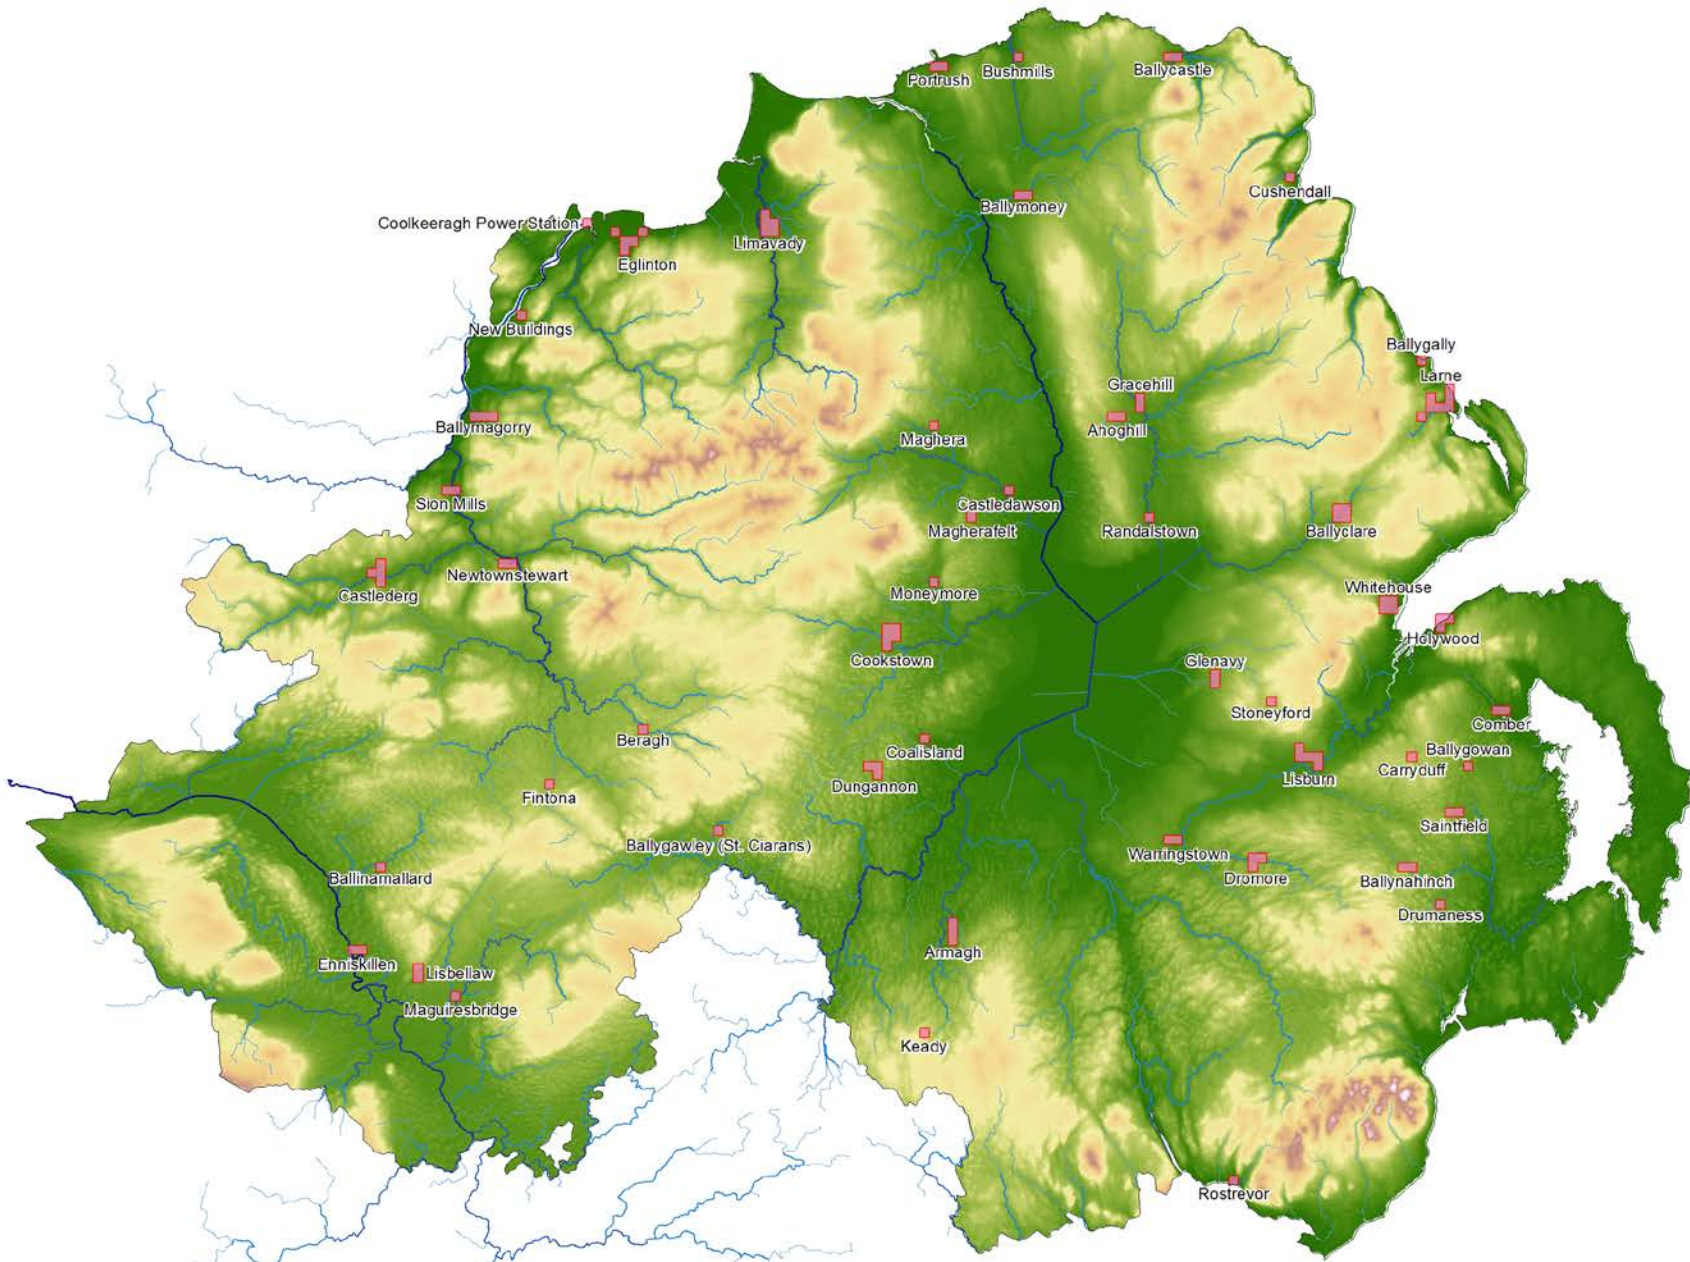 Portrush
Bushmills
Ballycastle
Cushendall
Ballymoney
Coolkeeragh Power Station
Eglinton
Limavady
New Buildings
Ballygally
Larne
Gracehill
Ahoghill
Ballymagorry
Maghera
Sion Mills
Castledawson
Magherafelt
Randalstown
Ballyclare
Newtownstewart
Castlederg
Moneymore
Whitehouse
Holywood
Cookstown
Glenavy
Stoneyford
Comber
Beragh
Coalisland
Ballygowan
Carryduff
Lisburn
Dungannon
Fintona
Saintfield
Ballygawley (St. Ciarans)
Warringstown
Ballinamallard
Dromore
Ballynahinch
Drumaness
Armagh
Enniskillen
Lisbellaw
Maguiresbridge
Keady
Rostrevor